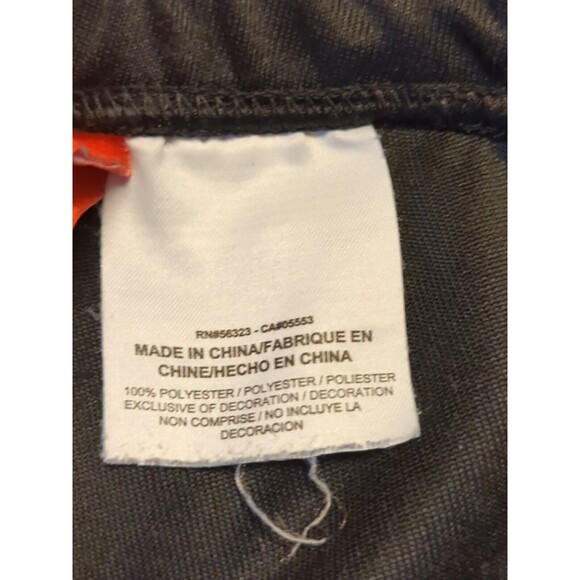 RN#56323 - CA#05553
MADE IN CHINA/FABRIQUE EN
CHINE/HECHO EN CHINA
100% POLYESTER / POLYESTER / POLIESTER
EXCLUSIVE OF DECORATION / DECORATION
NON COMPRISE / NO INCLUYE LA
DECORACION